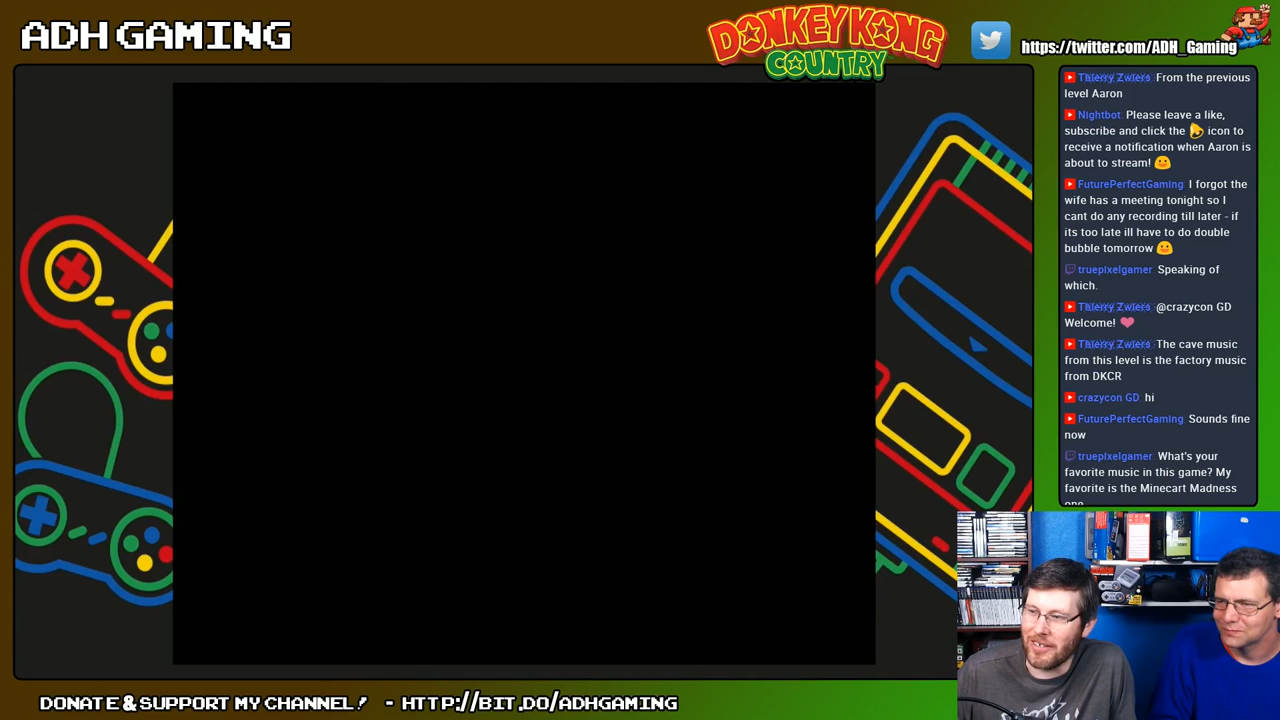 ADH GAMING
DONKEY KONG
COUNTRY
https://twitter.com/ADH_Gaming
Thierry Zwiers From the previous
level Aaron
Nightbot Please leave a like,
subscribe and click the icon to
receive a notification when Aaron is
about to stream!
FuturePerfectGaming I forgot the
wife has a meeting tonight so I
cant do any recording till later - if
its too late ill have to do double
bubble tomorrow
truepixelgamer Speaking of
which.
Thierry Zwiers @crazycon GD
Welcome!
Thierry Zwiers The cave music
from this level is the factory music
from DKCR
crazycon GD hi
FuturePerfectGaming Sounds fine
now
truepixelgamer What's your
favorite music in this game? My
favorite is the Minecart Madness
one
DONATE & SUPPORT MY CHANNEL! - HTTP://BIT.DO/ADHGAMING